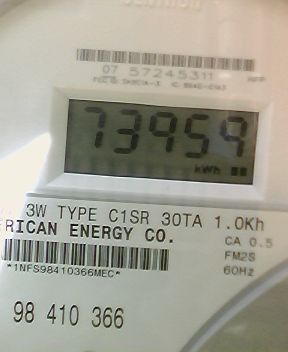 07 57245311
73959
kWh
3W TYPE C1SR 30TA 1.0Kh
RICAN ENERGY CO.
CA 0.5
FM2S
60Hz
*1NFS98410366MEC*
98 410 366